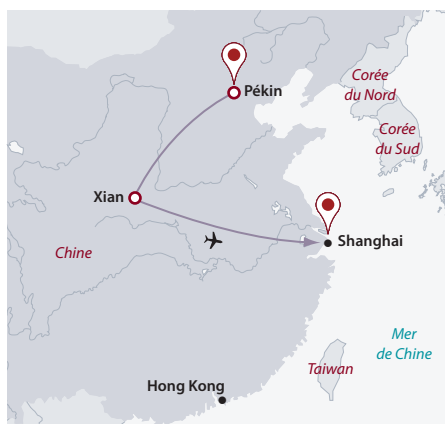 Corée
du Nord
Pékin
Corée
du Sud
Xian
Shanghai
Chine
Mer
de Chine
Taiwan
Hong Kong